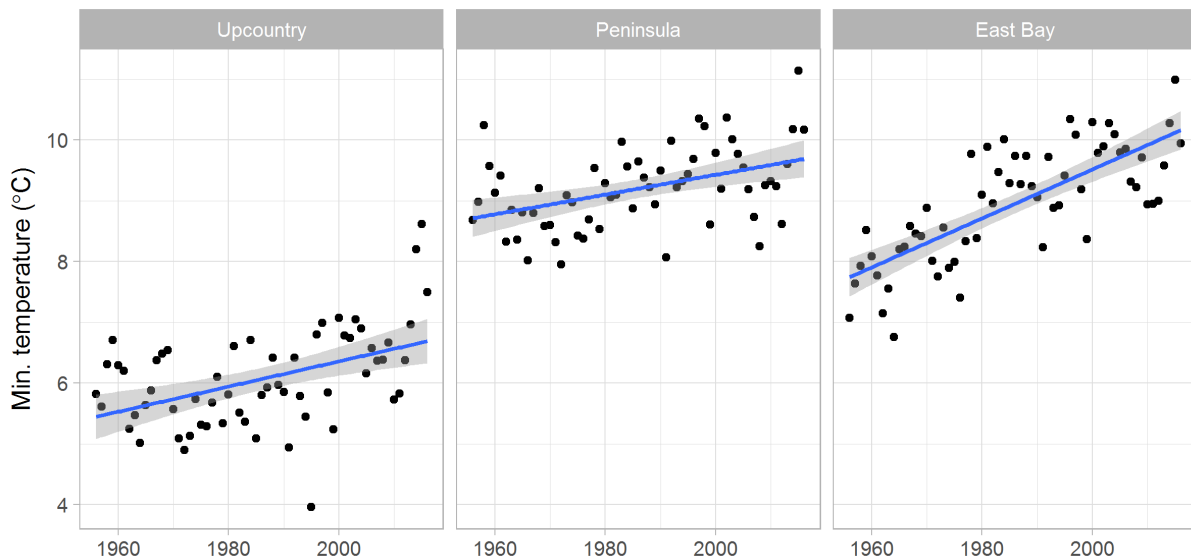 Upcountry
Peninsula
East Bay
Min. temperature (°C)
10
8
6
4
1960 1980 2000 1960 1980 2000 1960 1980 2000